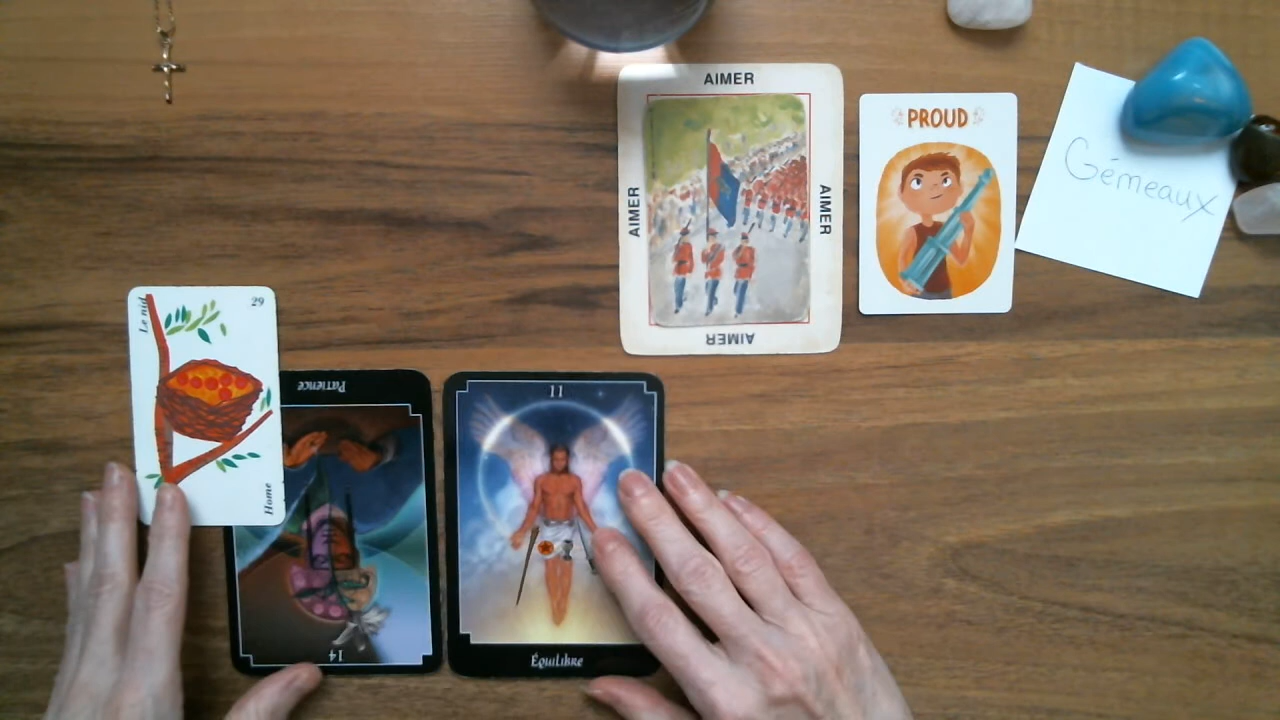 AIMER
AIMER
AIMER
AIMER
PROUD
Gémeaux
Le nid
29
Home
Patience
14
11
Équilibre